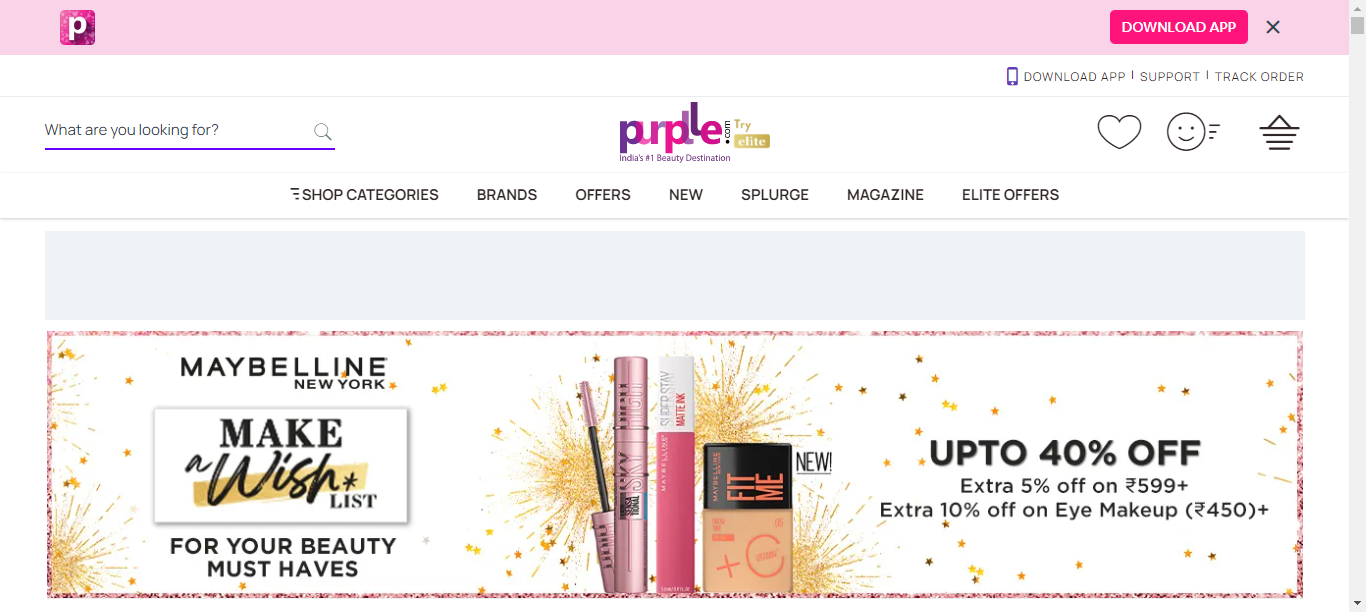 p
DOWNLOAD APP
DOWNLOAD APP
SUPPORT
TRACK ORDER
What are you looking for?
purplle.com
Try
elite
India's #1 Beauty Destination
SHOP CATEGORIES
BRANDS
OFFERS
NEW
SPLURGE
MAGAZINE
ELITE OFFERS
MAYBELLINE
NEW YORK
MAKE
a Wish
LIST
FOR YOUR BEAUTY
MUST HAVES
SKY HIGH
SUPER STAY
MATTE INK
MAYBELLINE
MAYBELLINE
FIT
ME
NEW!
UPTO 40% OFF
Extra 5% off on ₹599+
Extra 10% off on Eye Makeup (₹450)+